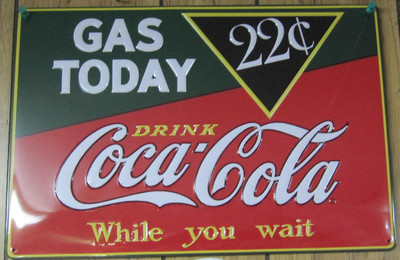 GAS
TODAY
22¢
DRINK
Coca-Cola
While you wait